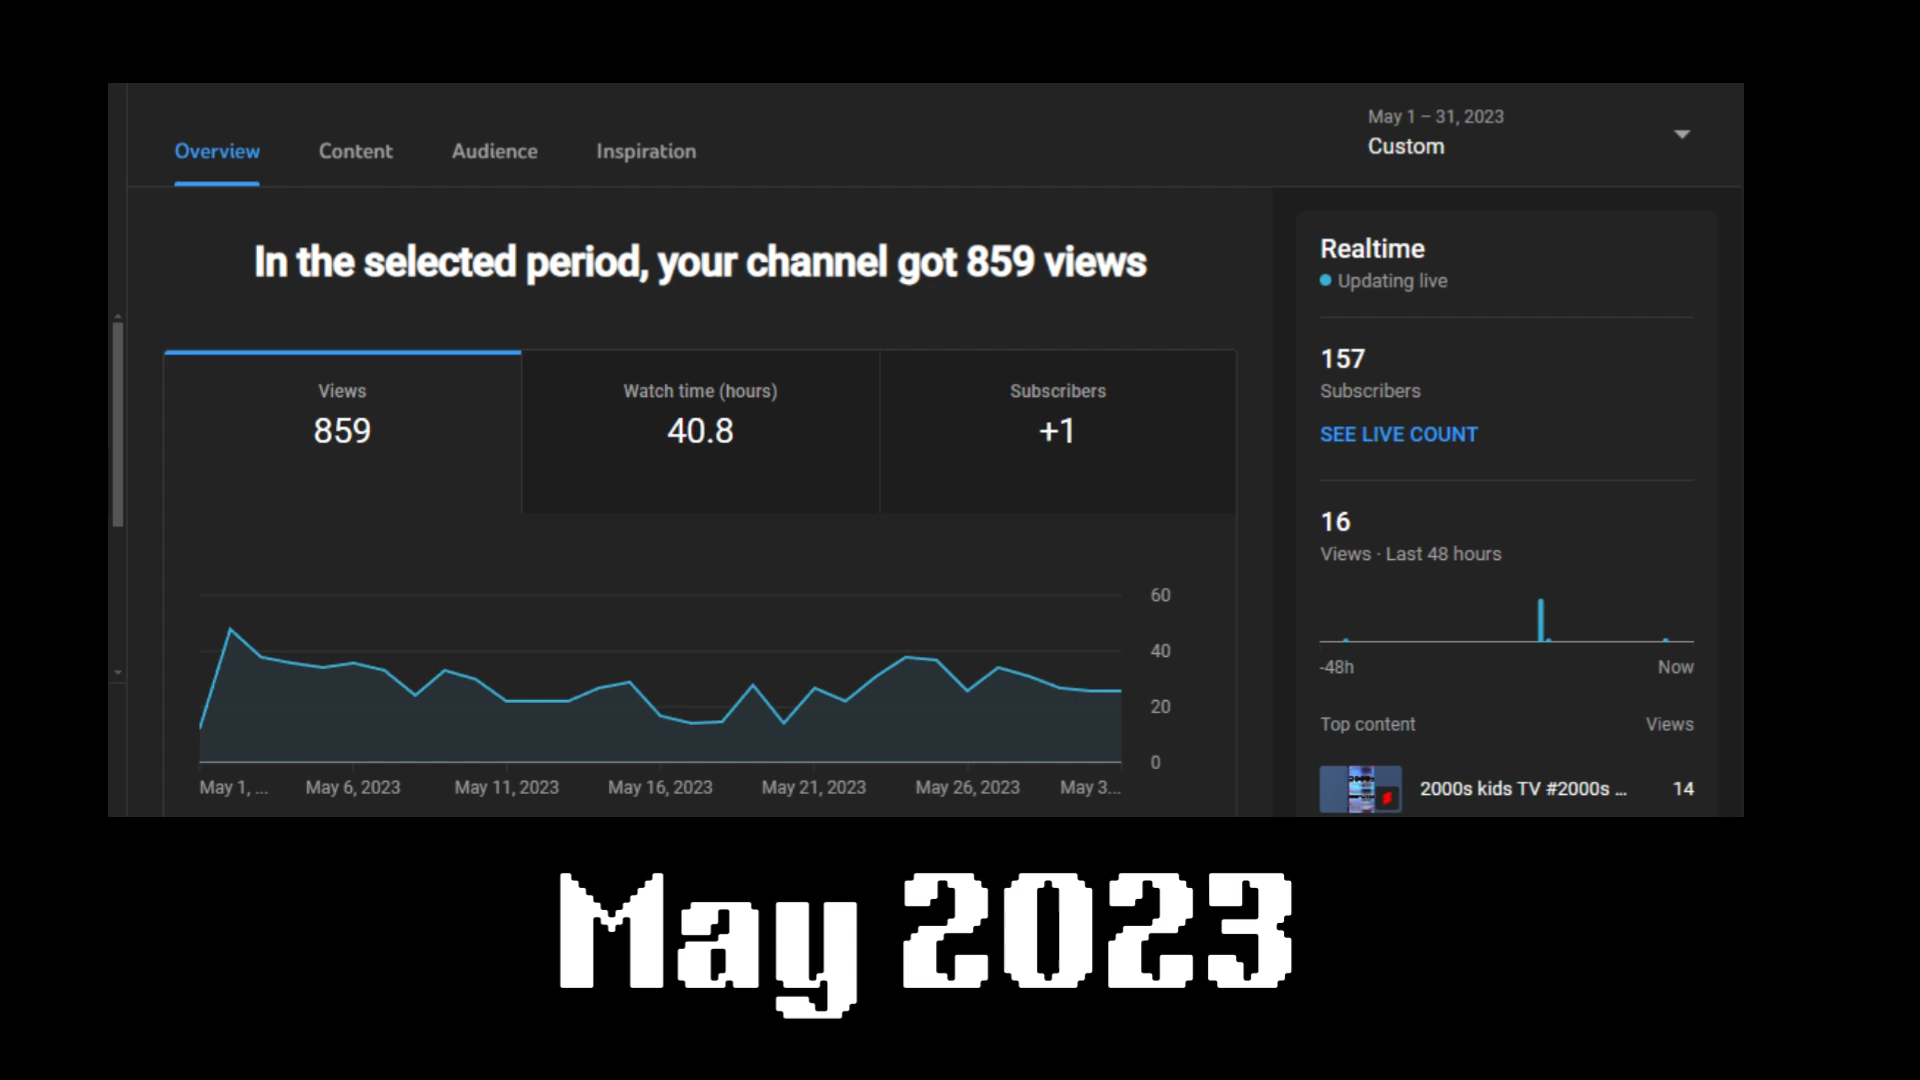 May 1 – 31, 2023
Custom
Overview Content Audience Inspiration
In the selected period, your channel got 859 views
Views
859
Watch time (hours)
40.8
Subscribers
+1
60
40
20
0
May 1, ... May 6, 2023 May 11, 2023 May 16, 2023 May 21, 2023 May 26, 2023 May 3...
Realtime
Updating live
157
Subscribers
SEE LIVE COUNT
16
Views · Last 48 hours
-48h Now
Top content Views
2000s kids TV #2000s ... 14
May 2023